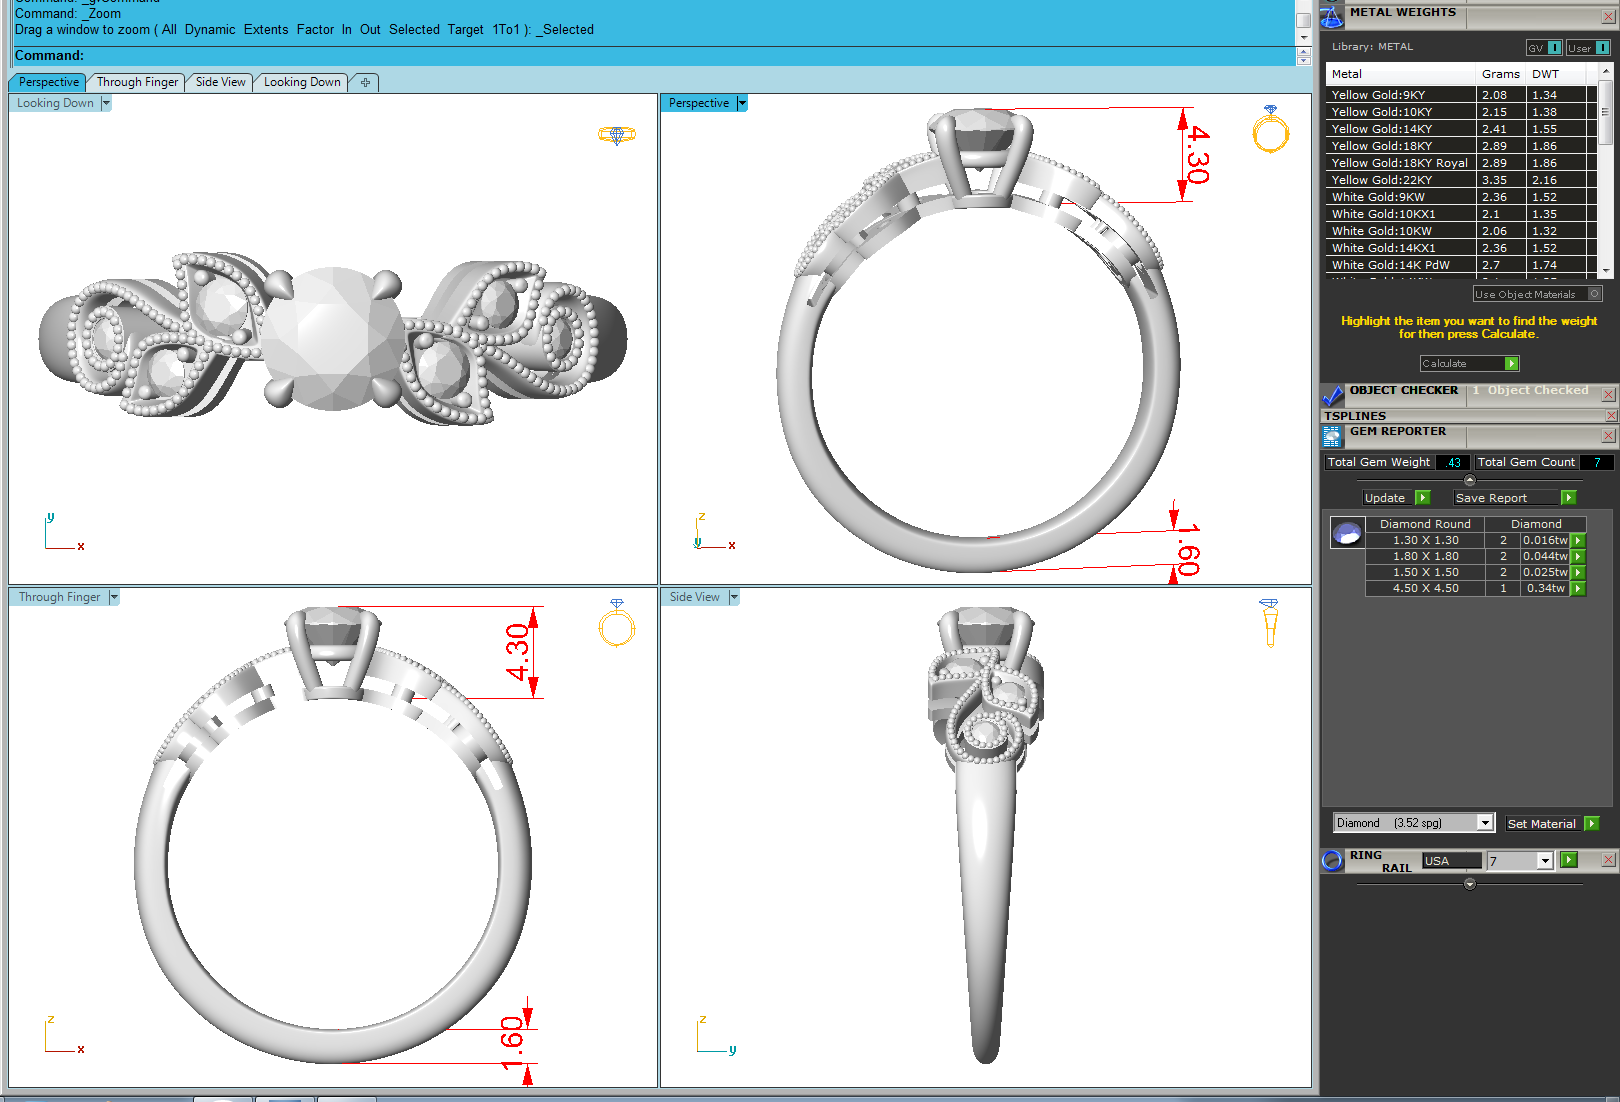 Command: _Zoom
Drag a window to zoom ( All Dynamic Extents Factor In Out Selected Target 1To1 ): _Selected
Command:
Perspective Through Finger Side View Looking Down
Looking Down
y
x
Perspective
4.30
1.60
z
y
x
Through Finger
4.30
1.60
z
x
Side View
z
y
METAL WEIGHTS
Library: METAL GV I User I
Metal Grams DWT
Yellow Gold:9KY 2.08 1.34
Yellow Gold:10KY 2.15 1.38
Yellow Gold:14KY 2.41 1.55
Yellow Gold:18KY 2.89 1.86
Yellow Gold:18KY Royal 2.89 1.86
Yellow Gold:22KY 3.35 2.16
White Gold:9KW 2.36 1.52
White Gold:10KX1 2.1 1.35
White Gold:10KW 2.06 1.32
White Gold:14KX1 2.36 1.52
White Gold:14K PdW 2.7 1.74
Use Object Materials
Highlight the item you want to find the weight
for then press Calculate.
Calculate
OBJECT CHECKER 1 Object Checked
TSPLINES
GEM REPORTER
Total Gem Weight .43 Total Gem Count 7
Update Save Report
Diamond Round Diamond
1.30 X 1.30 2 0.016tw
1.80 X 1.80 2 0.044tw
1.50 X 1.50 2 0.025tw
4.50 X 4.50 1 0.34tw
Diamond (3.52 spg) Set Material
RING RAIL USA 7